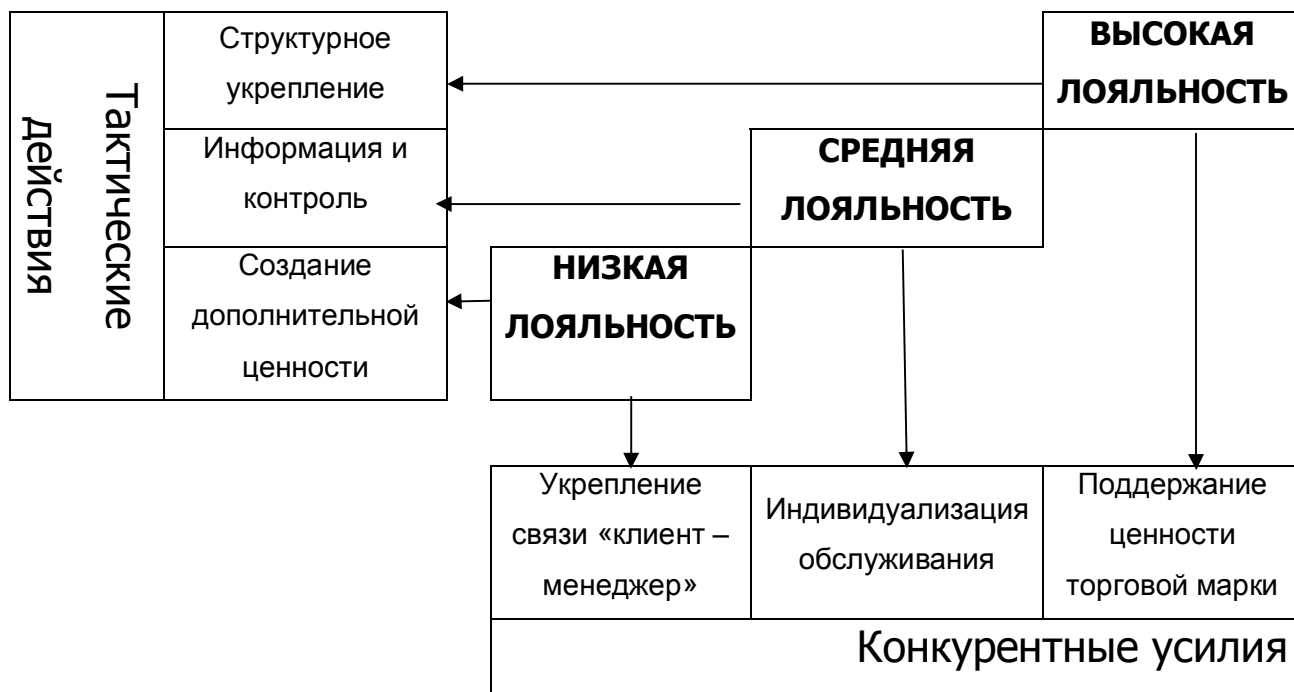 Тактические
действия
Структурное
укрепление
Информация и
контроль
Создание
дополнительной
ценности
ВЫСОКАЯ
ЛОЯЛЬНОСТЬ
СРЕДНЯЯ
ЛОЯЛЬНОСТЬ
НИЗКАЯ
ЛОЯЛЬНОСТЬ
Укрепление
связи «клиент –
менеджер»
Индивидуализация
обслуживания
Поддержание
ценности
торговой марки
Конкурентные усилия